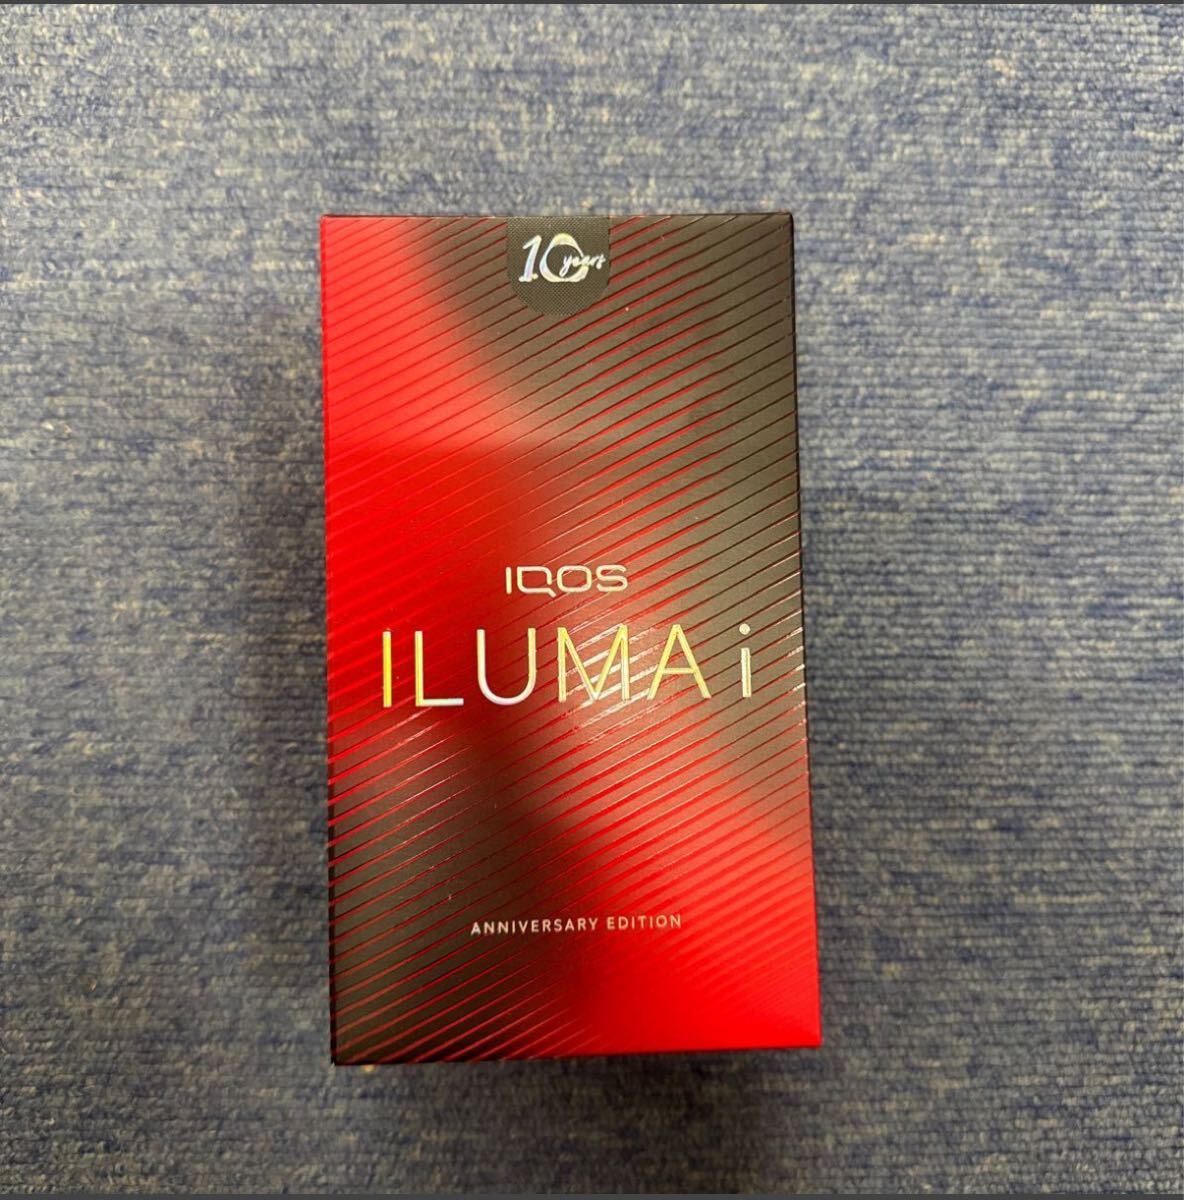 10 years
IQOS
ILUMA i
ANNIVERSARY EDITION